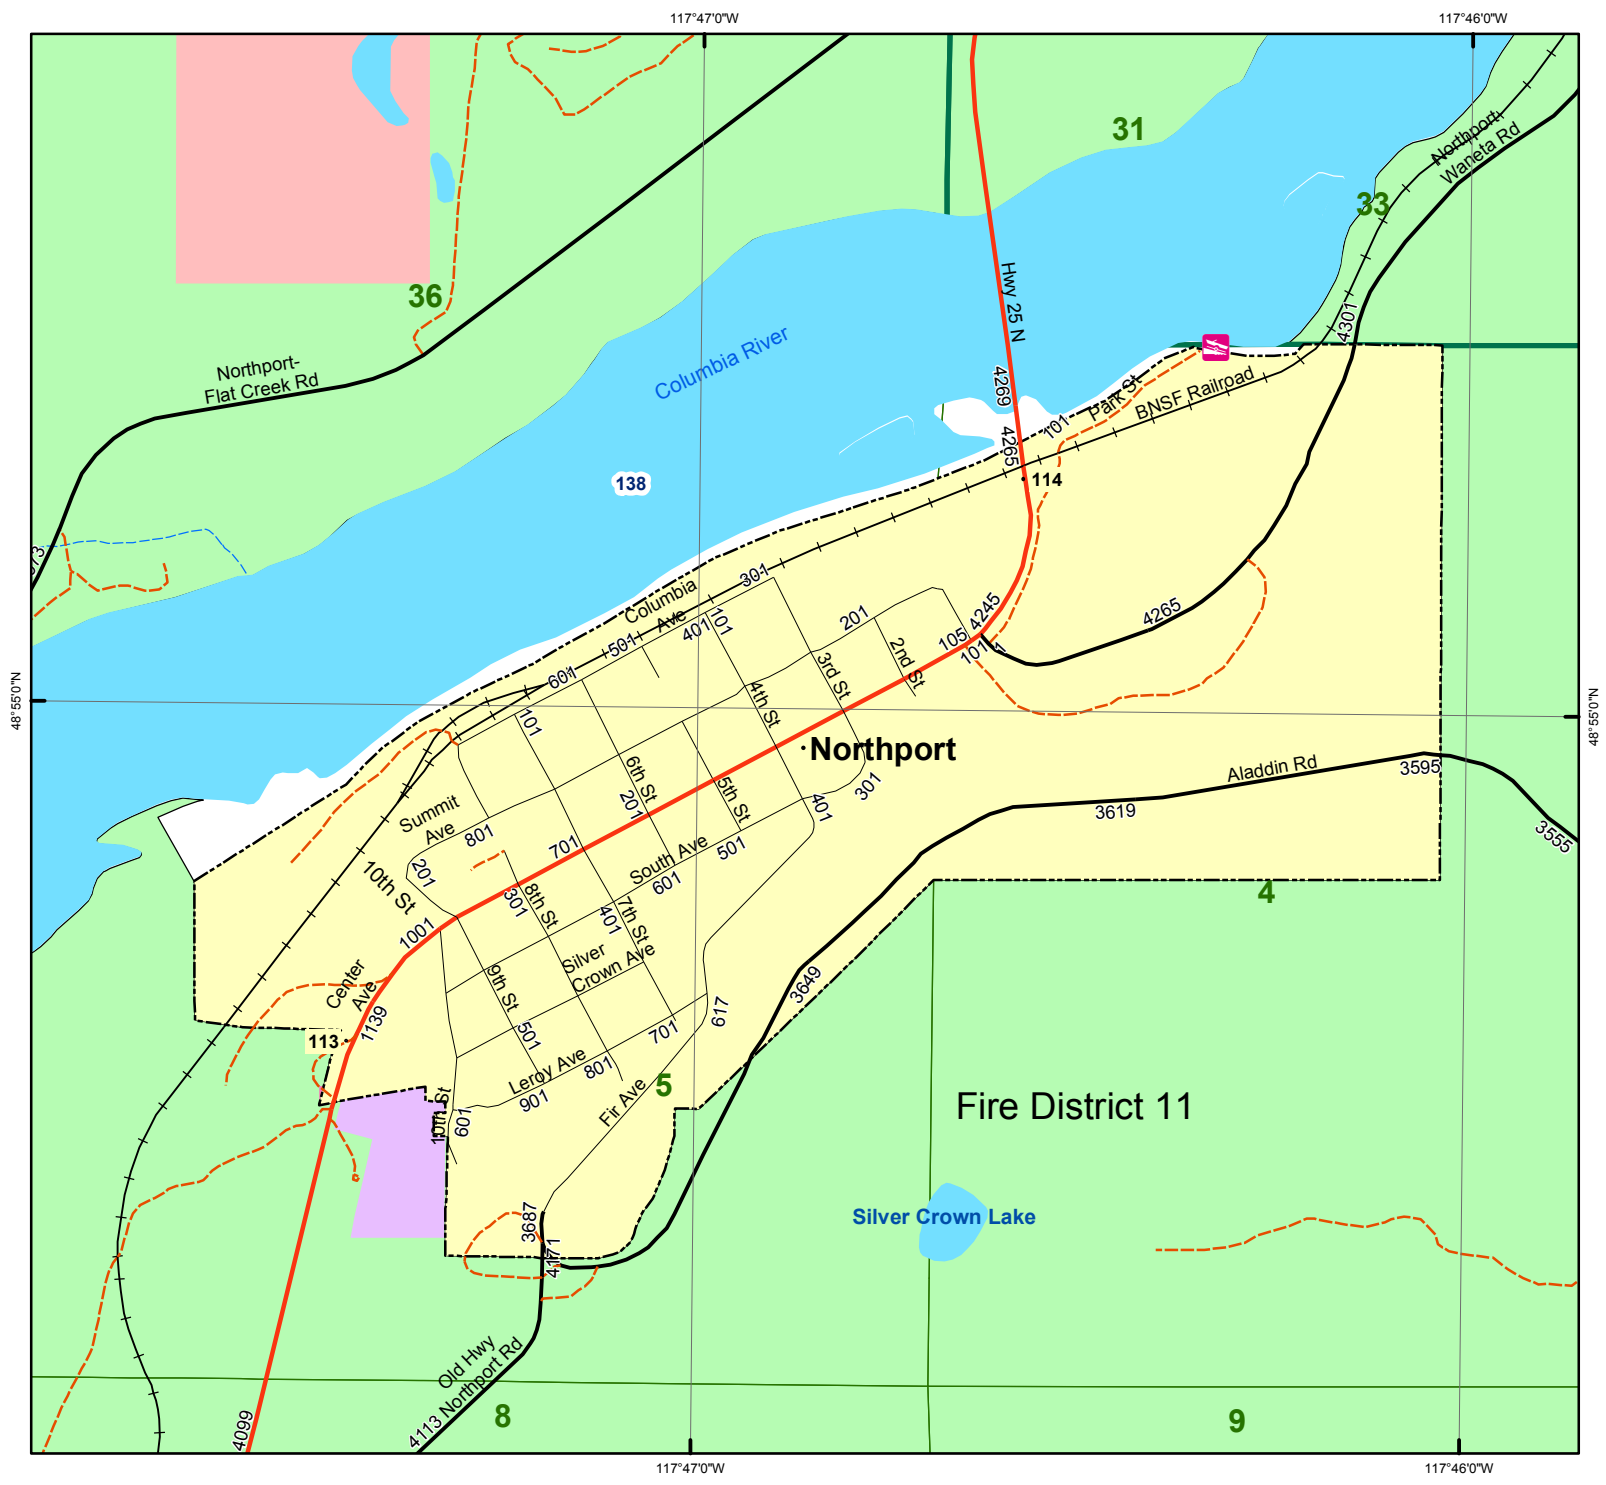 117°47'0"W
117°46'0"W
31
Northport-
Waneta Rd
33
36
Hwy 25 N
4301
Columbia River
Northport-
Flat Creek Rd
4269
Park St
BNSF Railroad
101
4265
138
114
301
Columbia
Ave
101
401
501
201
4245
105
101
1
4265
2nd St
3rd St
4th St
601
101
48°55'0"N
48°55'0"N
Northport
6th St
201
5th St
301
401
Aladdin Rd
3595
3619
3555
Summit
Ave
801
701
South Ave
501
601
201
10th St
301
8th St
401
7th St
4
1001
Silver
Crown Ave
9th St
Center
Ave
3649
617
1139
113
501
701
Leroy Ave
801
901
Fir Ave
5
10th St
601
Fire District 11
Silver Crown Lake
3687
4171
Old Hwy
4113 Northport Rd
4099
8
9
117°47'0"W
117°46'0"W